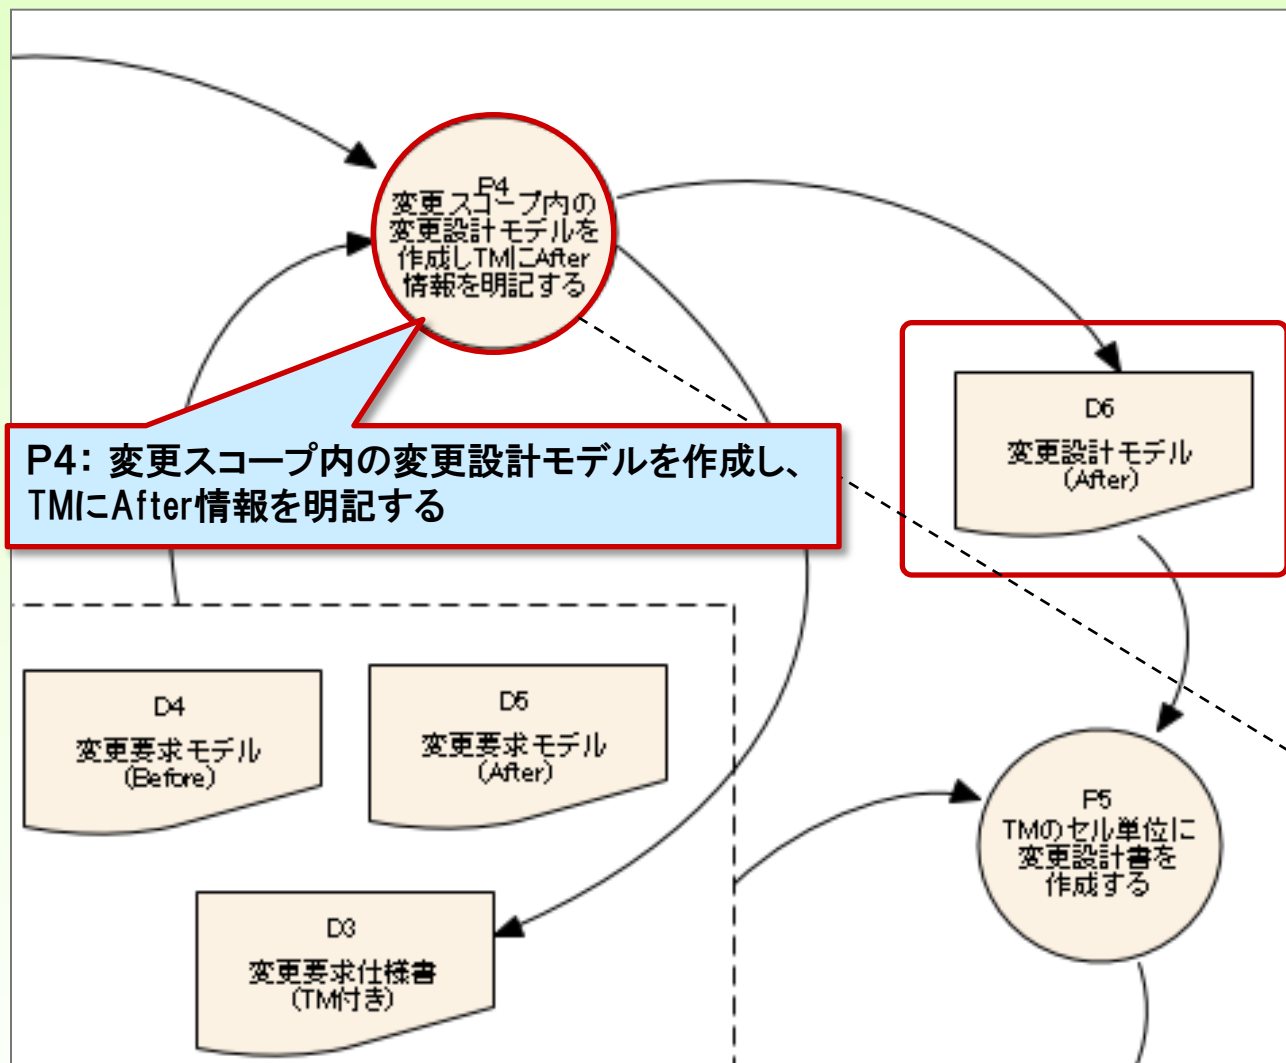 P4
変更スコープ内の
変更設計モデルを
作成しTMにAfter
情報を明記する
P4：変更スコープ内の変更設計モデルを作成し、
TMにAfter情報を明記する
D6
変更設計モデル
(After)
D4
変更要求モデル
(Before)
D5
変更要求モデル
(After)
D3
変更要求仕様書
(TM付き)
P5
TMのセル単位に
変更設計書を
作成する